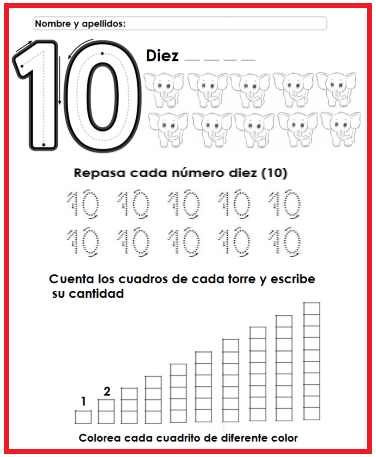 Nombre y apellidos:
10
Diez _ _ _ _
Repasa cada número diez (10)
10 10 10 10 10
10 10 10 10 10
Cuenta los cuadros de cada torre y escribe
su cantidad
1 2
Colorea cada cuadrito de diferente color